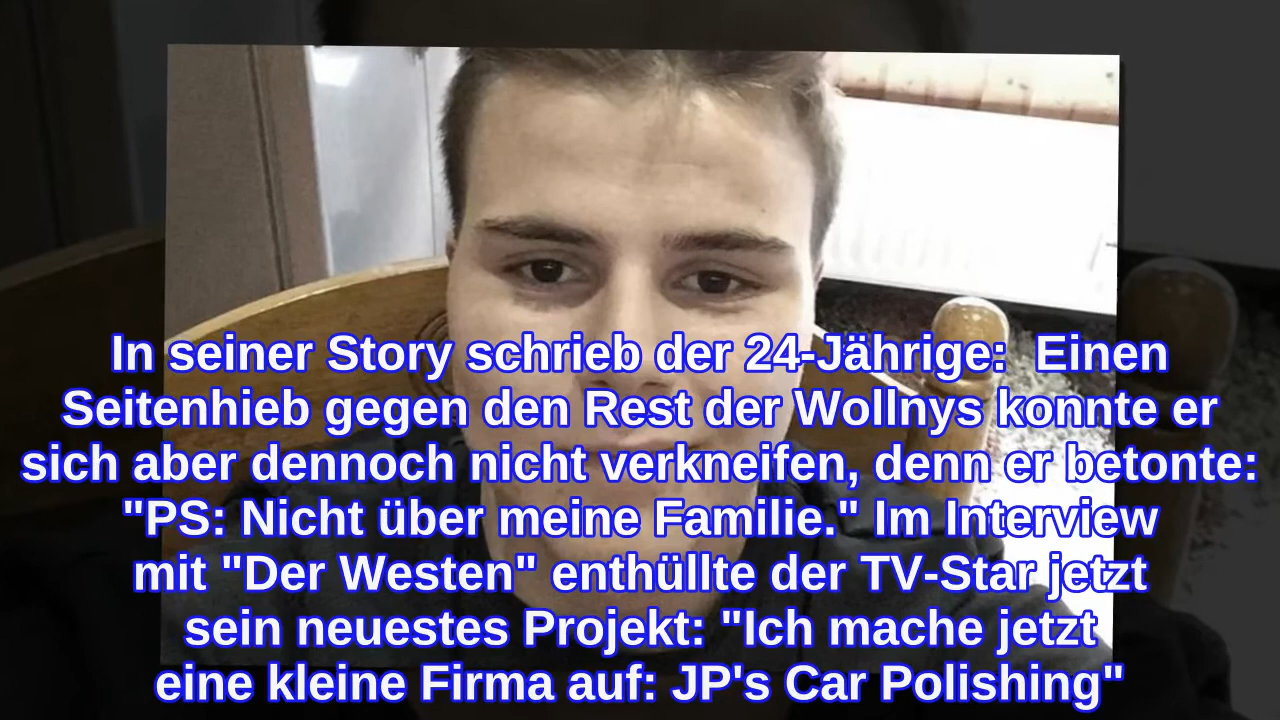 In seiner Story schrieb der 24-Jährige:  Einen
Seitenhieb gegen den Rest der Wollnys konnte er
sich aber dennoch nicht verkneifen, denn er betonte:
"PS: Nicht über meine Familie." Im Interview
mit "Der Westen" enthüllte der TV-Star jetzt
sein neuestes Projekt: "Ich mache jetzt
eine kleine Firma auf: JP's Car Polishing"